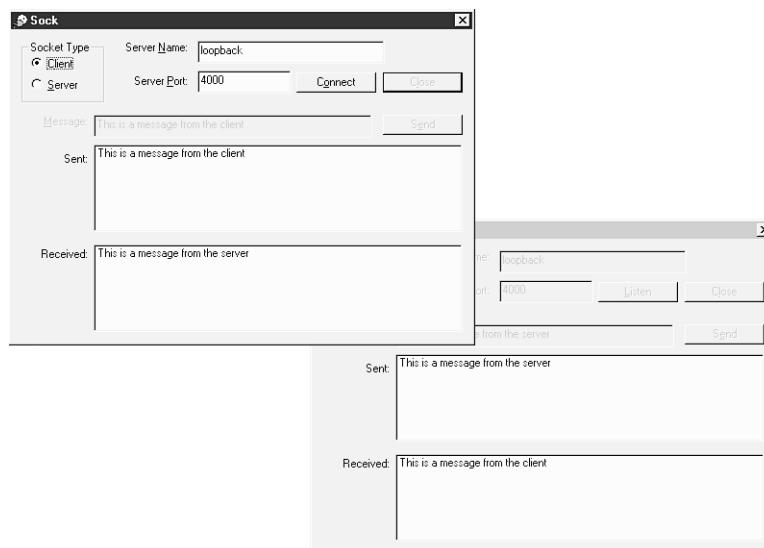 Sock
Socket Type
Client
Server
Server Name: loopback
Server Port: 4000 Connect Close
Message: This is a message from the client Send
Sent: This is a message from the client
Received: This is a message from the server
me: loopback
ort: 4000 Listen Close
e from the server Send
Sent: This is a message from the server
Received: This is a message from the client